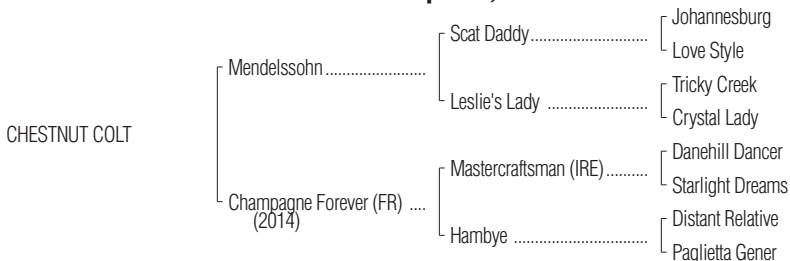 Johannesburg
Scat Daddy
Love Style
Mendelssohn
Tricky Creek
Leslie's Lady
Crystal Lady
CHESTNUT COLT
Danehill Dancer
Mastercraftsman (IRE)
Starlight Dreams
Champagne Forever (FR)
(2014)
Distant Relative
Hambye
Paglietta Gener